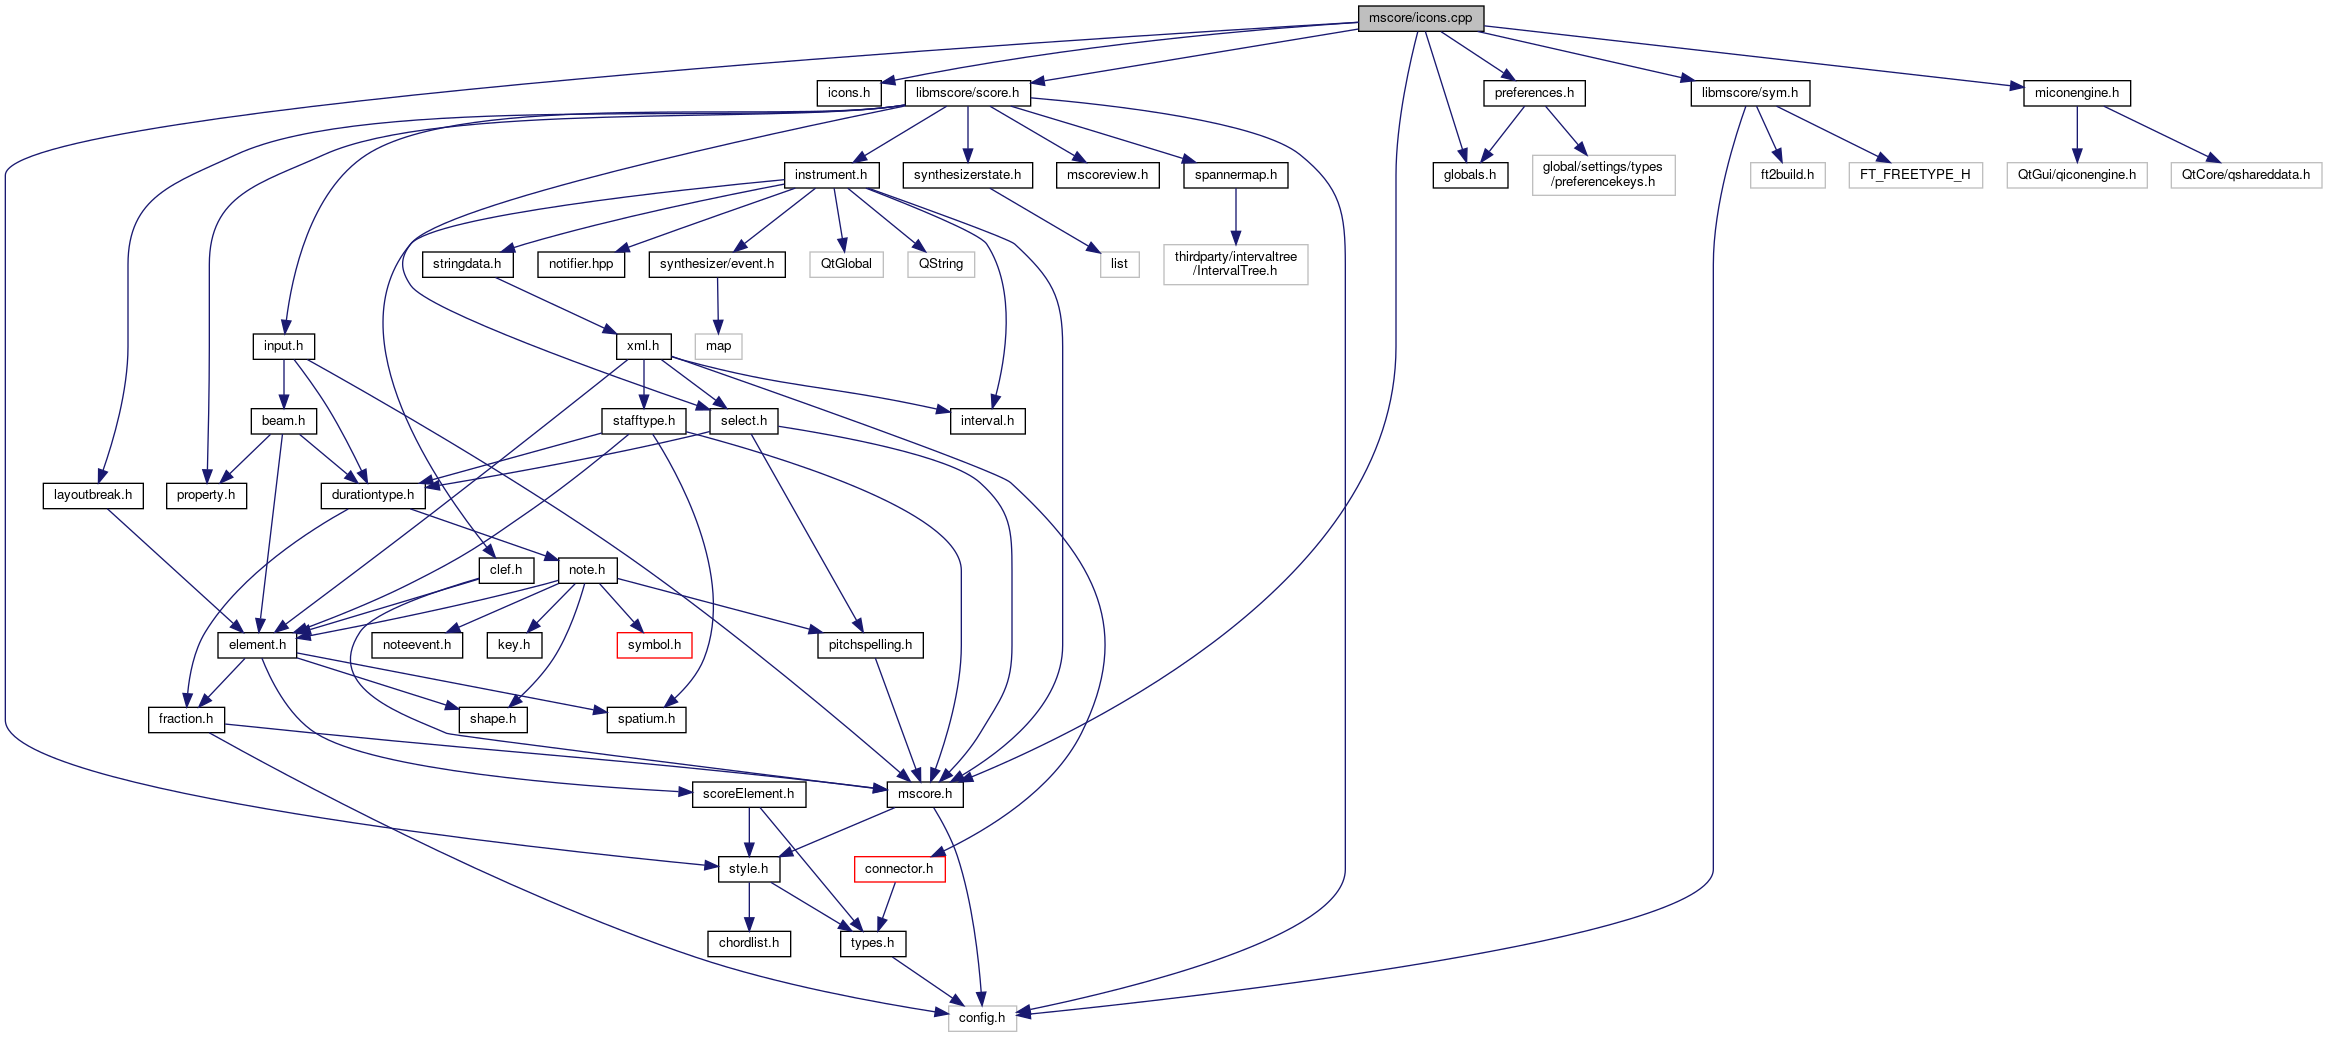 mscore/icons.cpp
icons.h
libmscore/score.h
preferences.h
libmscore/sym.h
miconengine.h
instrument.h
synthesizerstate.h
mscoreview.h
spannermap.h
globals.h
global/settings/types
/preferencekeys.h
ft2build.h
FT_FREETYPE_H
QtGui/qiconengine.h
QtCore/qshareddata.h
stringdata.h
notifier.hpp
synthesizer/event.h
QtGlobal
QString
list
thirdparty/intervaltree
/IntervalTree.h
input.h
xml.h
map
beam.h
stafftype.h
select.h
interval.h
layoutbreak.h
property.h
durationtype.h
clef.h
note.h
element.h
noteevent.h
key.h
symbol.h
pitchspelling.h
fraction.h
shape.h
spatium.h
scoreElement.h
mscore.h
style.h
connector.h
chordlist.h
types.h
config.h